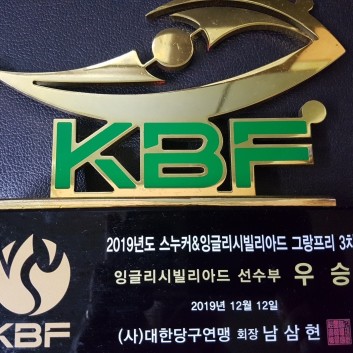 KBF
2019년도 스누커&잉글리시빌리아드 그랑프리 3차
잉글리시빌리아드 선수부 우승
2019년 12월 12일
KBF
(사)대한당구연맹 회장 남삼현